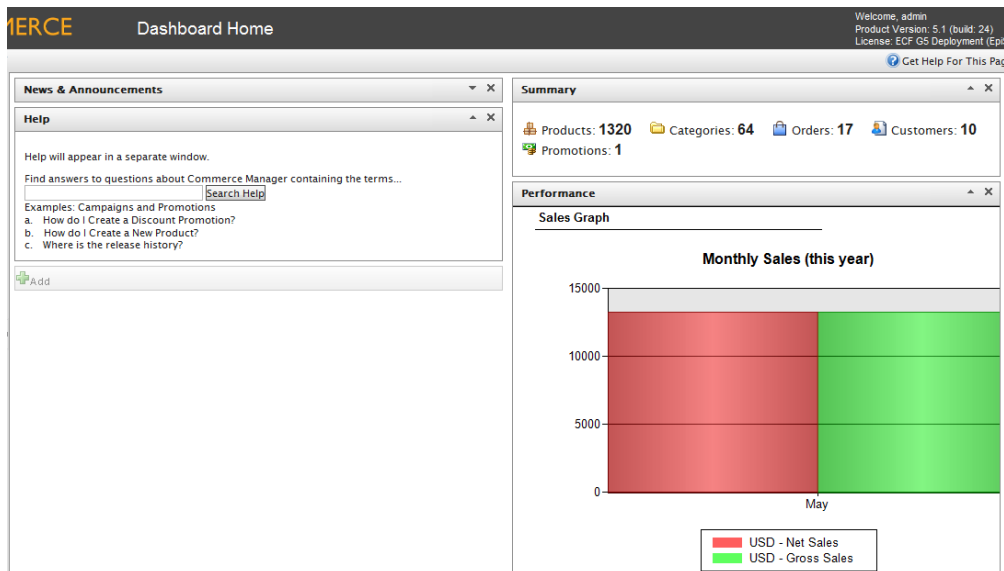 MERCE
Dashboard Home
Welcome, admin
Product Version: 5.1 (build: 24)
License: ECF G5 Deployment (Epi
Get Help For This Pag
News & Announcements
Help
Help will appear in a separate window.
Find answers to questions about Commerce Manager containing the terms...
Search Help
Examples: Campaigns and Promotions
a. How do I Create a Discount Promotion?
b. How do I Create a New Product?
c. Where is the release history?
Add
Summary
Products: 1320 Categories: 64 Orders: 17 Customers: 10
Promotions: 1
Performance
Sales Graph
Monthly Sales (this year)
15000
10000
5000
0
May
USD - Net Sales
USD - Gross Sales